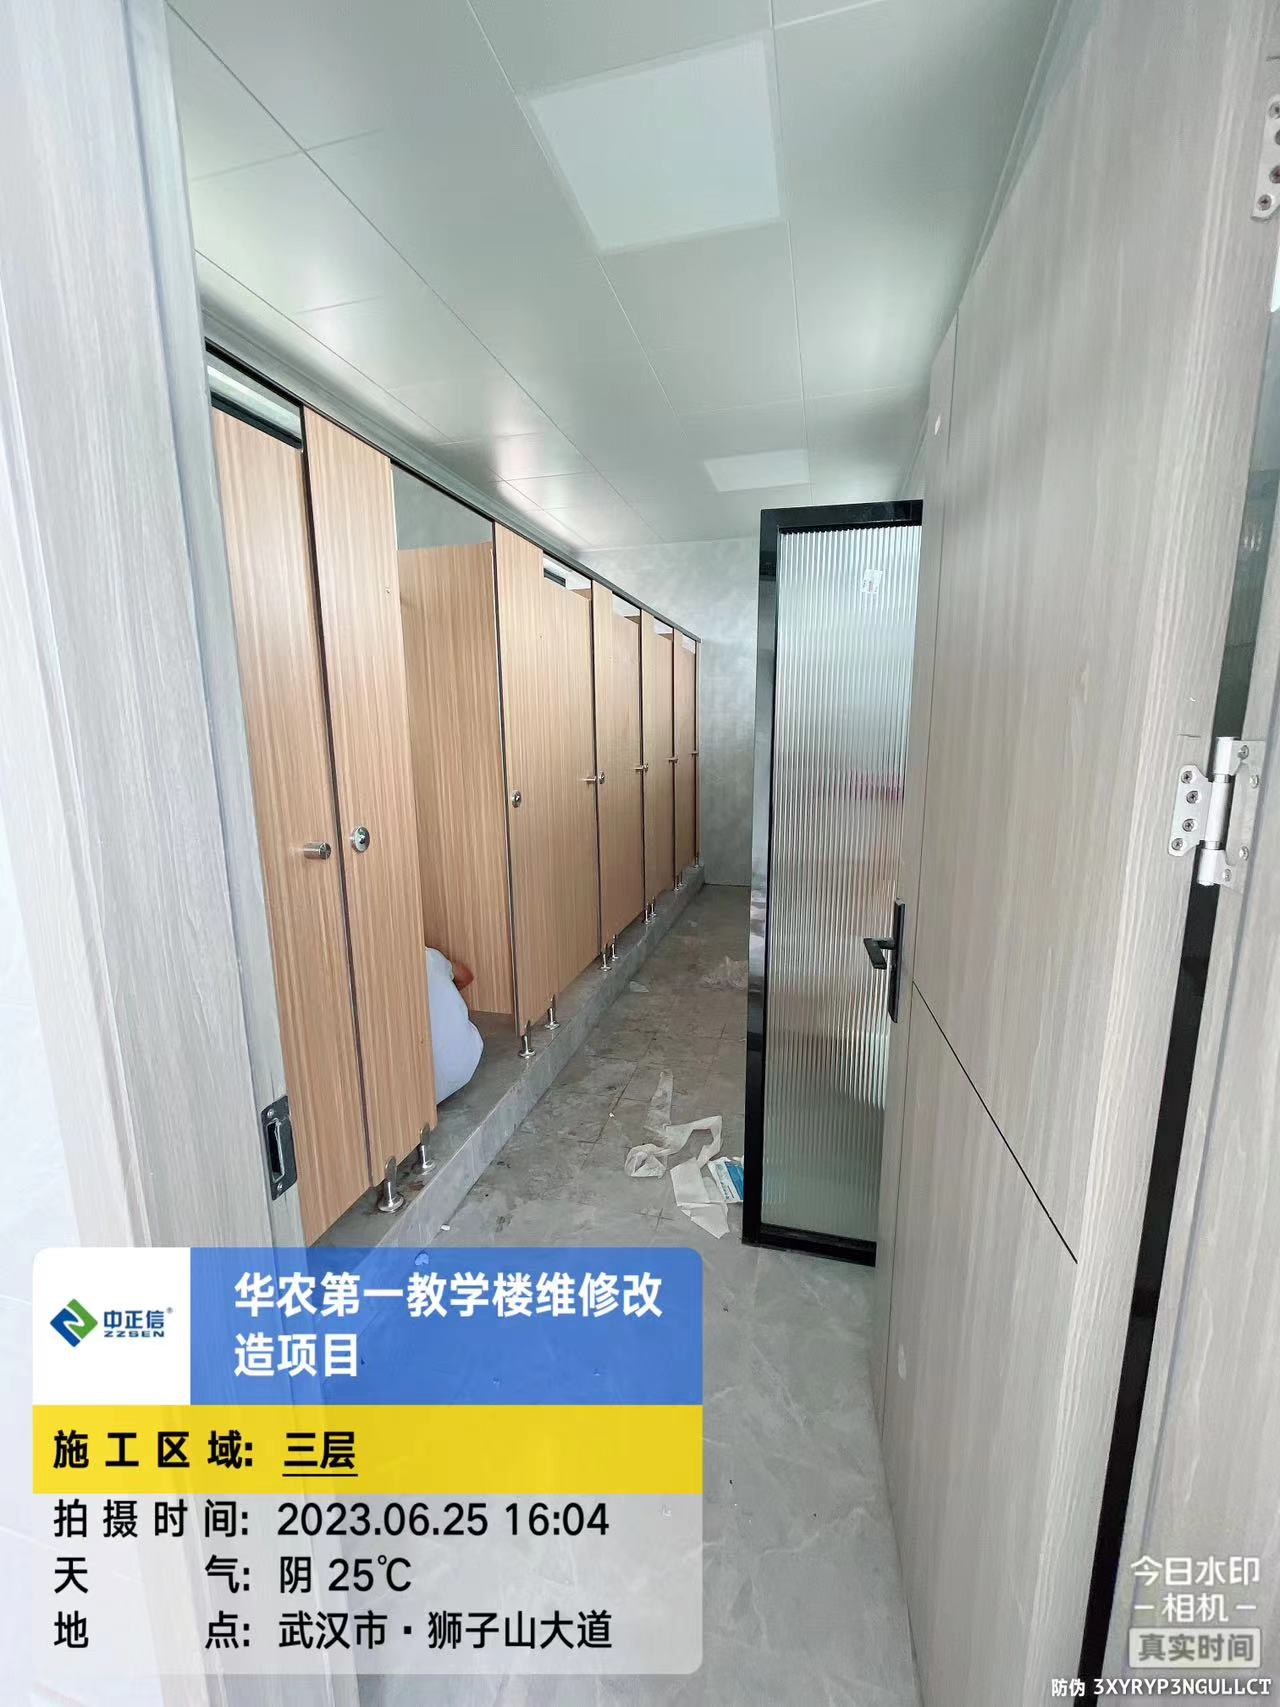 中正信®
ZZSEN
华农第一教学楼维修改
造项目
施工区域: 三层
拍摄时间: 2023.06.25 16:04
天气: 阴 25℃
地点: 武汉市·狮子山大道
今日水印
-相机-
真实时间
防伪 3XYRYP3NGULLCT